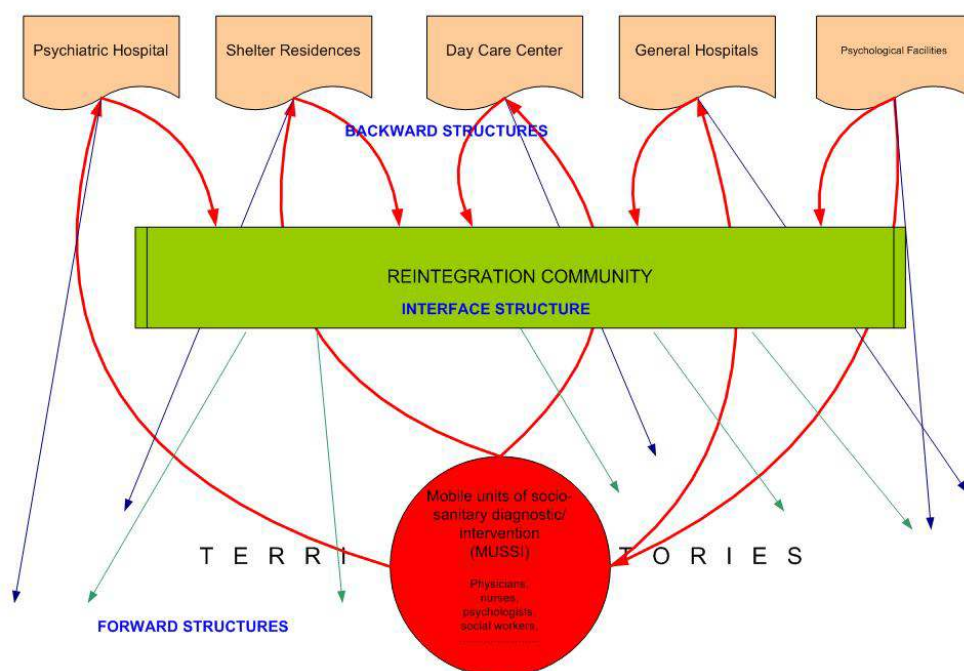 Psychiatric Hospital
Shelter Residences
Day Care Center
General Hospitals
Psychological Facilities
BACKWARD STRUCTURES
REINTEGRATION COMMUNITY
INTERFACE STRUCTURE
Mobile units of socio-
sanitary diagnostic/
intervention
(MUSSI)
T E R R I T O R I E S
Physicians,
nurses,
psychologists,
social workers,
........................
FORWARD STRUCTURES